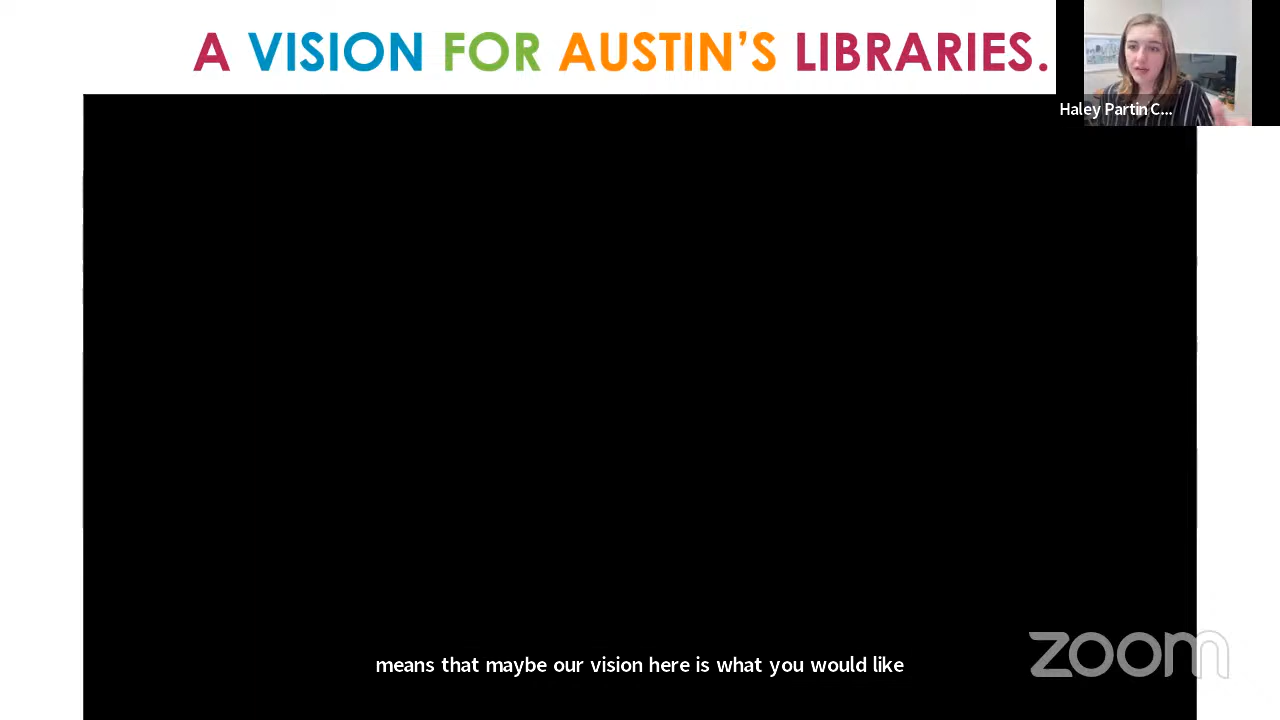 A VISION FOR AUSTIN’S LIBRARIES.
Haley Partin C...
means that maybe our vision here is what you would like
zoom